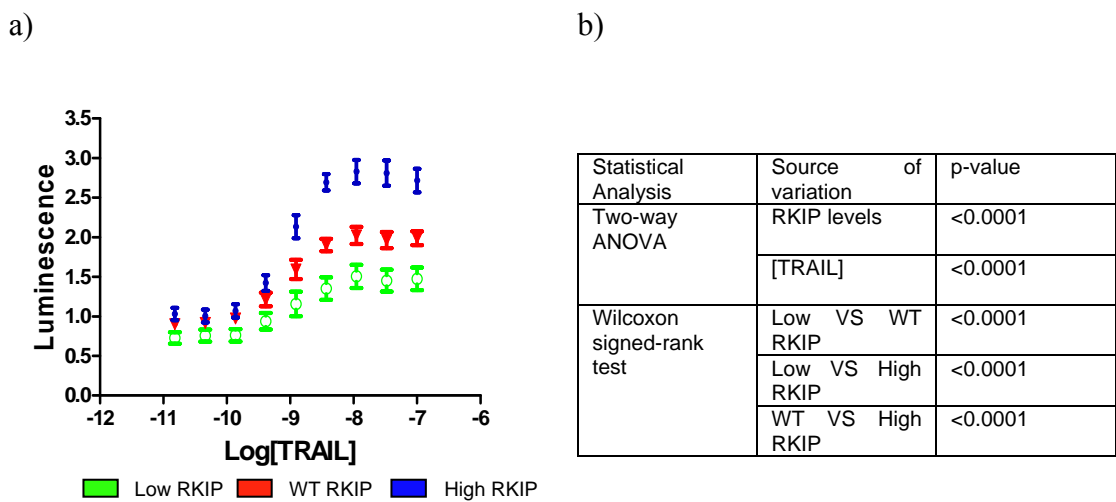 a)
b)
3.5
3.0
2.5
2.0
1.5
1.0
0.5
0.0
Luminescence
-12 -11 -10 -9 -8 -7 -6
Log[TRAIL]
Low RKIP WT RKIP High RKIP
Statistical
Analysis
Source of
variation
p-value
Two-way
ANOVA
RKIP levels
<0.0001
[TRAIL]
<0.0001
Wilcoxon
signed-rank
test
Low VS WT
RKIP
<0.0001
Low VS High
RKIP
<0.0001
WT VS High
RKIP
<0.0001